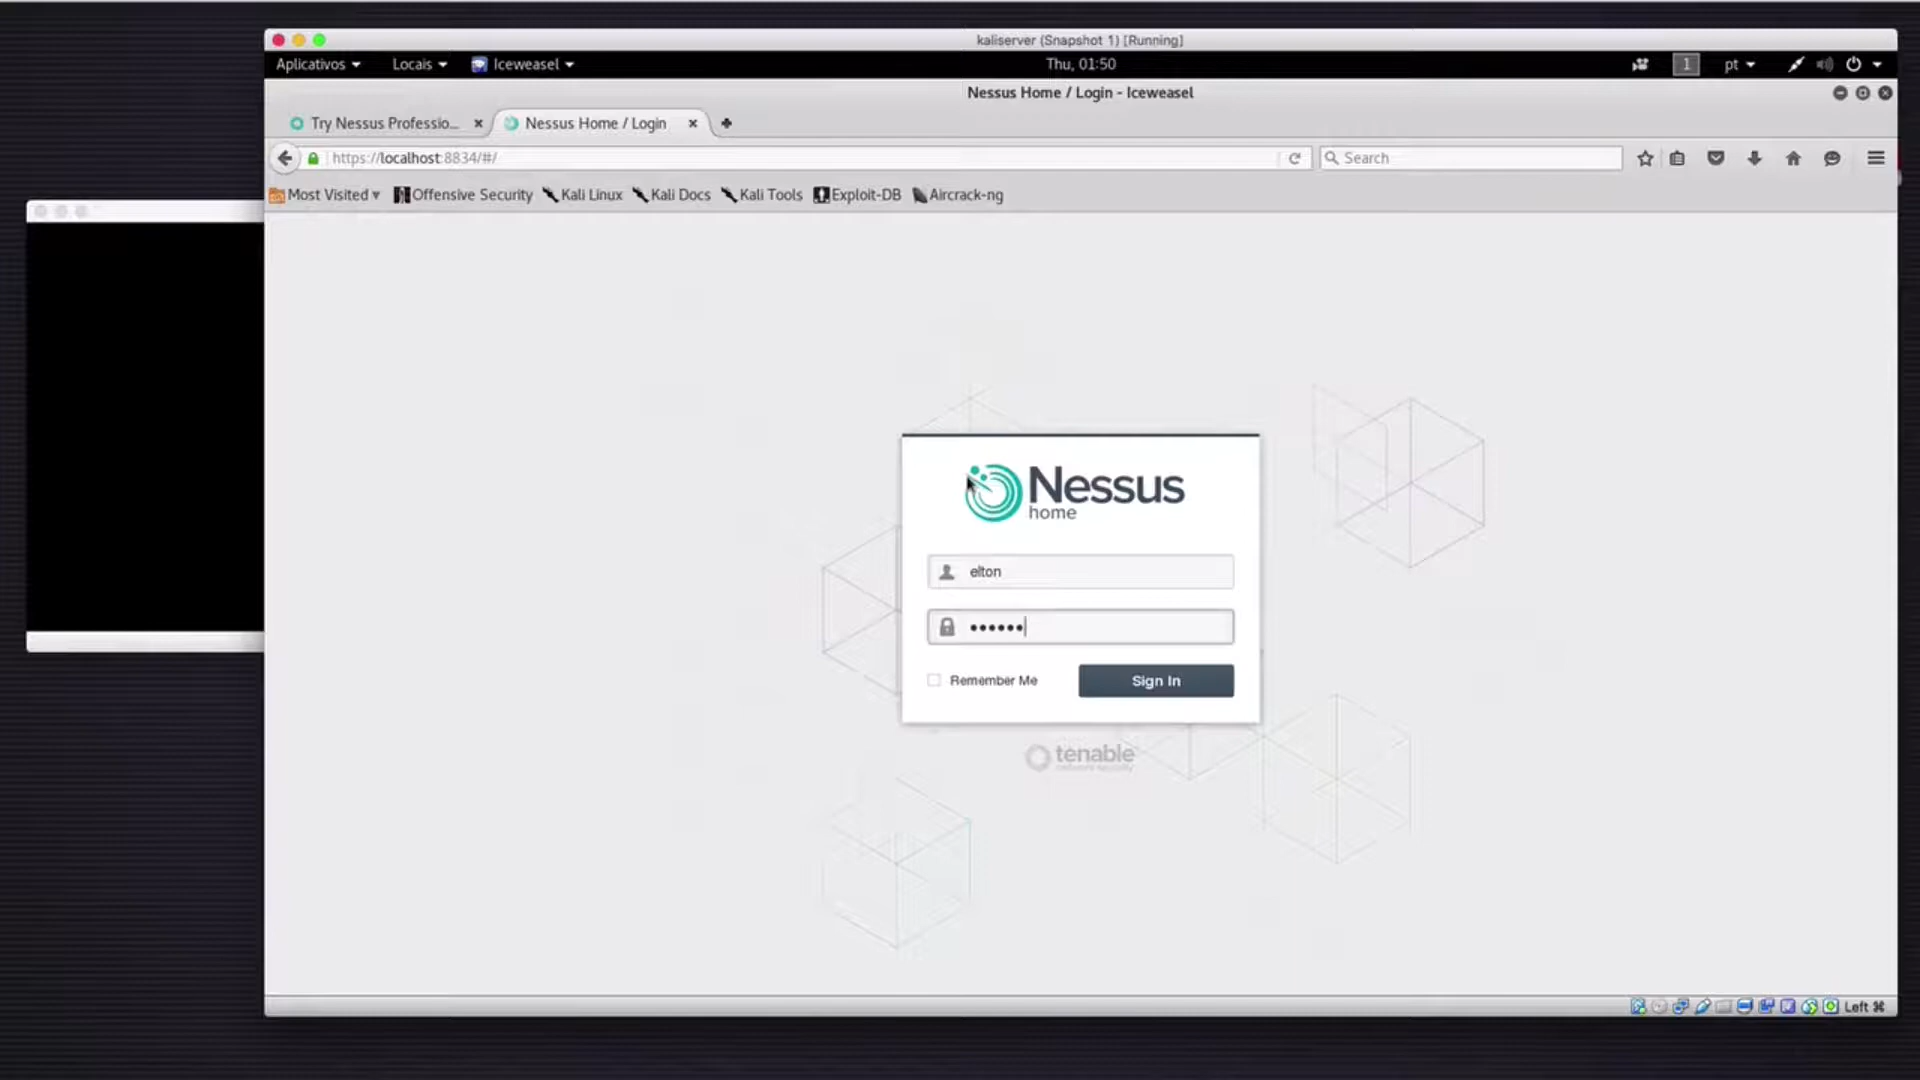 kaliserver (Snapshot 1) [Running]
Aplicativos Locais Iceweasel Thu, 01:50 1 pt
Nessus Home / Login - Iceweasel
Try Nessus Professio... Nessus Home / Login
https://localhost:8834/#/ Search
Most Visited Offensive Security Kali Linux Kali Docs Kali Tools Exploit-DB Aircrack-ng
Nessus
home
elton
••••••
Remember Me Sign In
tenable
network security
Left ⌘